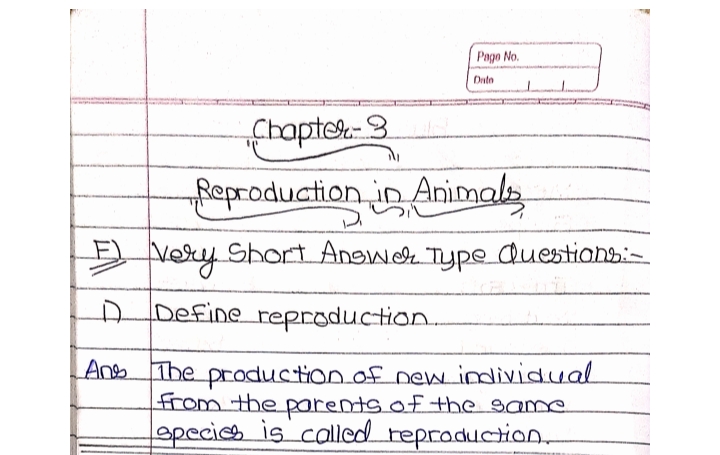 Page No.
Date
Chapter-3
Reproduction in Animals
F) Very Short Answer Type Questions:-
1) Define reproduction.
Ans The production of new individual
from the parents of the same
species is called reproduction.